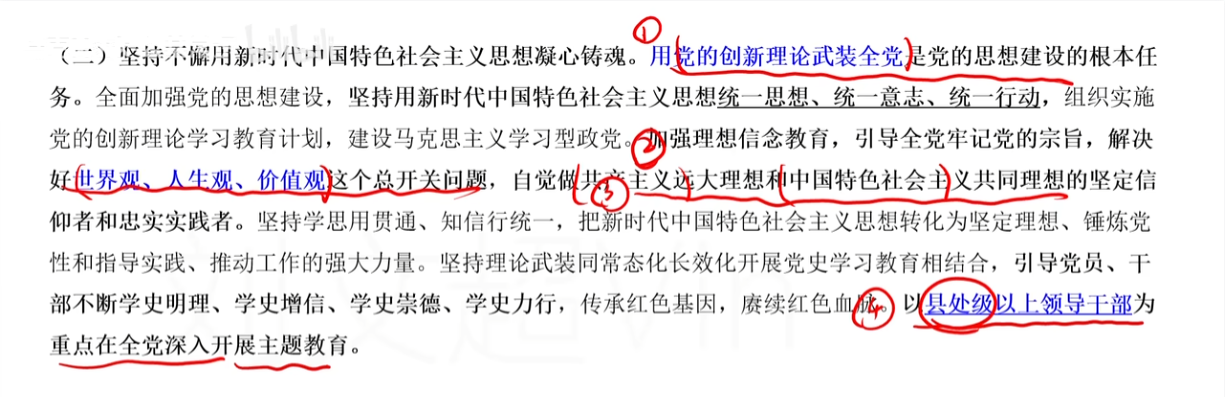 （二）坚持不懈用新时代中国特色社会主义思想凝心铸魂。用党的创新理论武装全党是党的思想建设的根本任
务。全面加强党的思想建设，坚持用新时代中国特色社会主义思想统一思想、统一意志、统一行动，组织实施
党的创新理论学习教育计划，建设马克思主义学习型政党。加强理想信念教育，引导全党牢记党的宗旨，解决
好世界观、人生观、价值观这个总开关问题，自觉做共产主义远大理想和中国特色社会主义共同理想的坚定信
仰者和忠实实践者。坚持学思用贯通、知信行统一，把新时代中国特色社会主义思想转化为坚定理想、锤炼党
性和指导实践、推动工作的强大力量。坚持理论武装同常态化长效化开展党史学习教育相结合，引导党员、干
部不断学史明理、学史增信、学史崇德、学史力行，传承红色基因，赓续红色血脉。以县处级以上领导干部为
重点在全党深入开展主题教育。
①
②
③
④